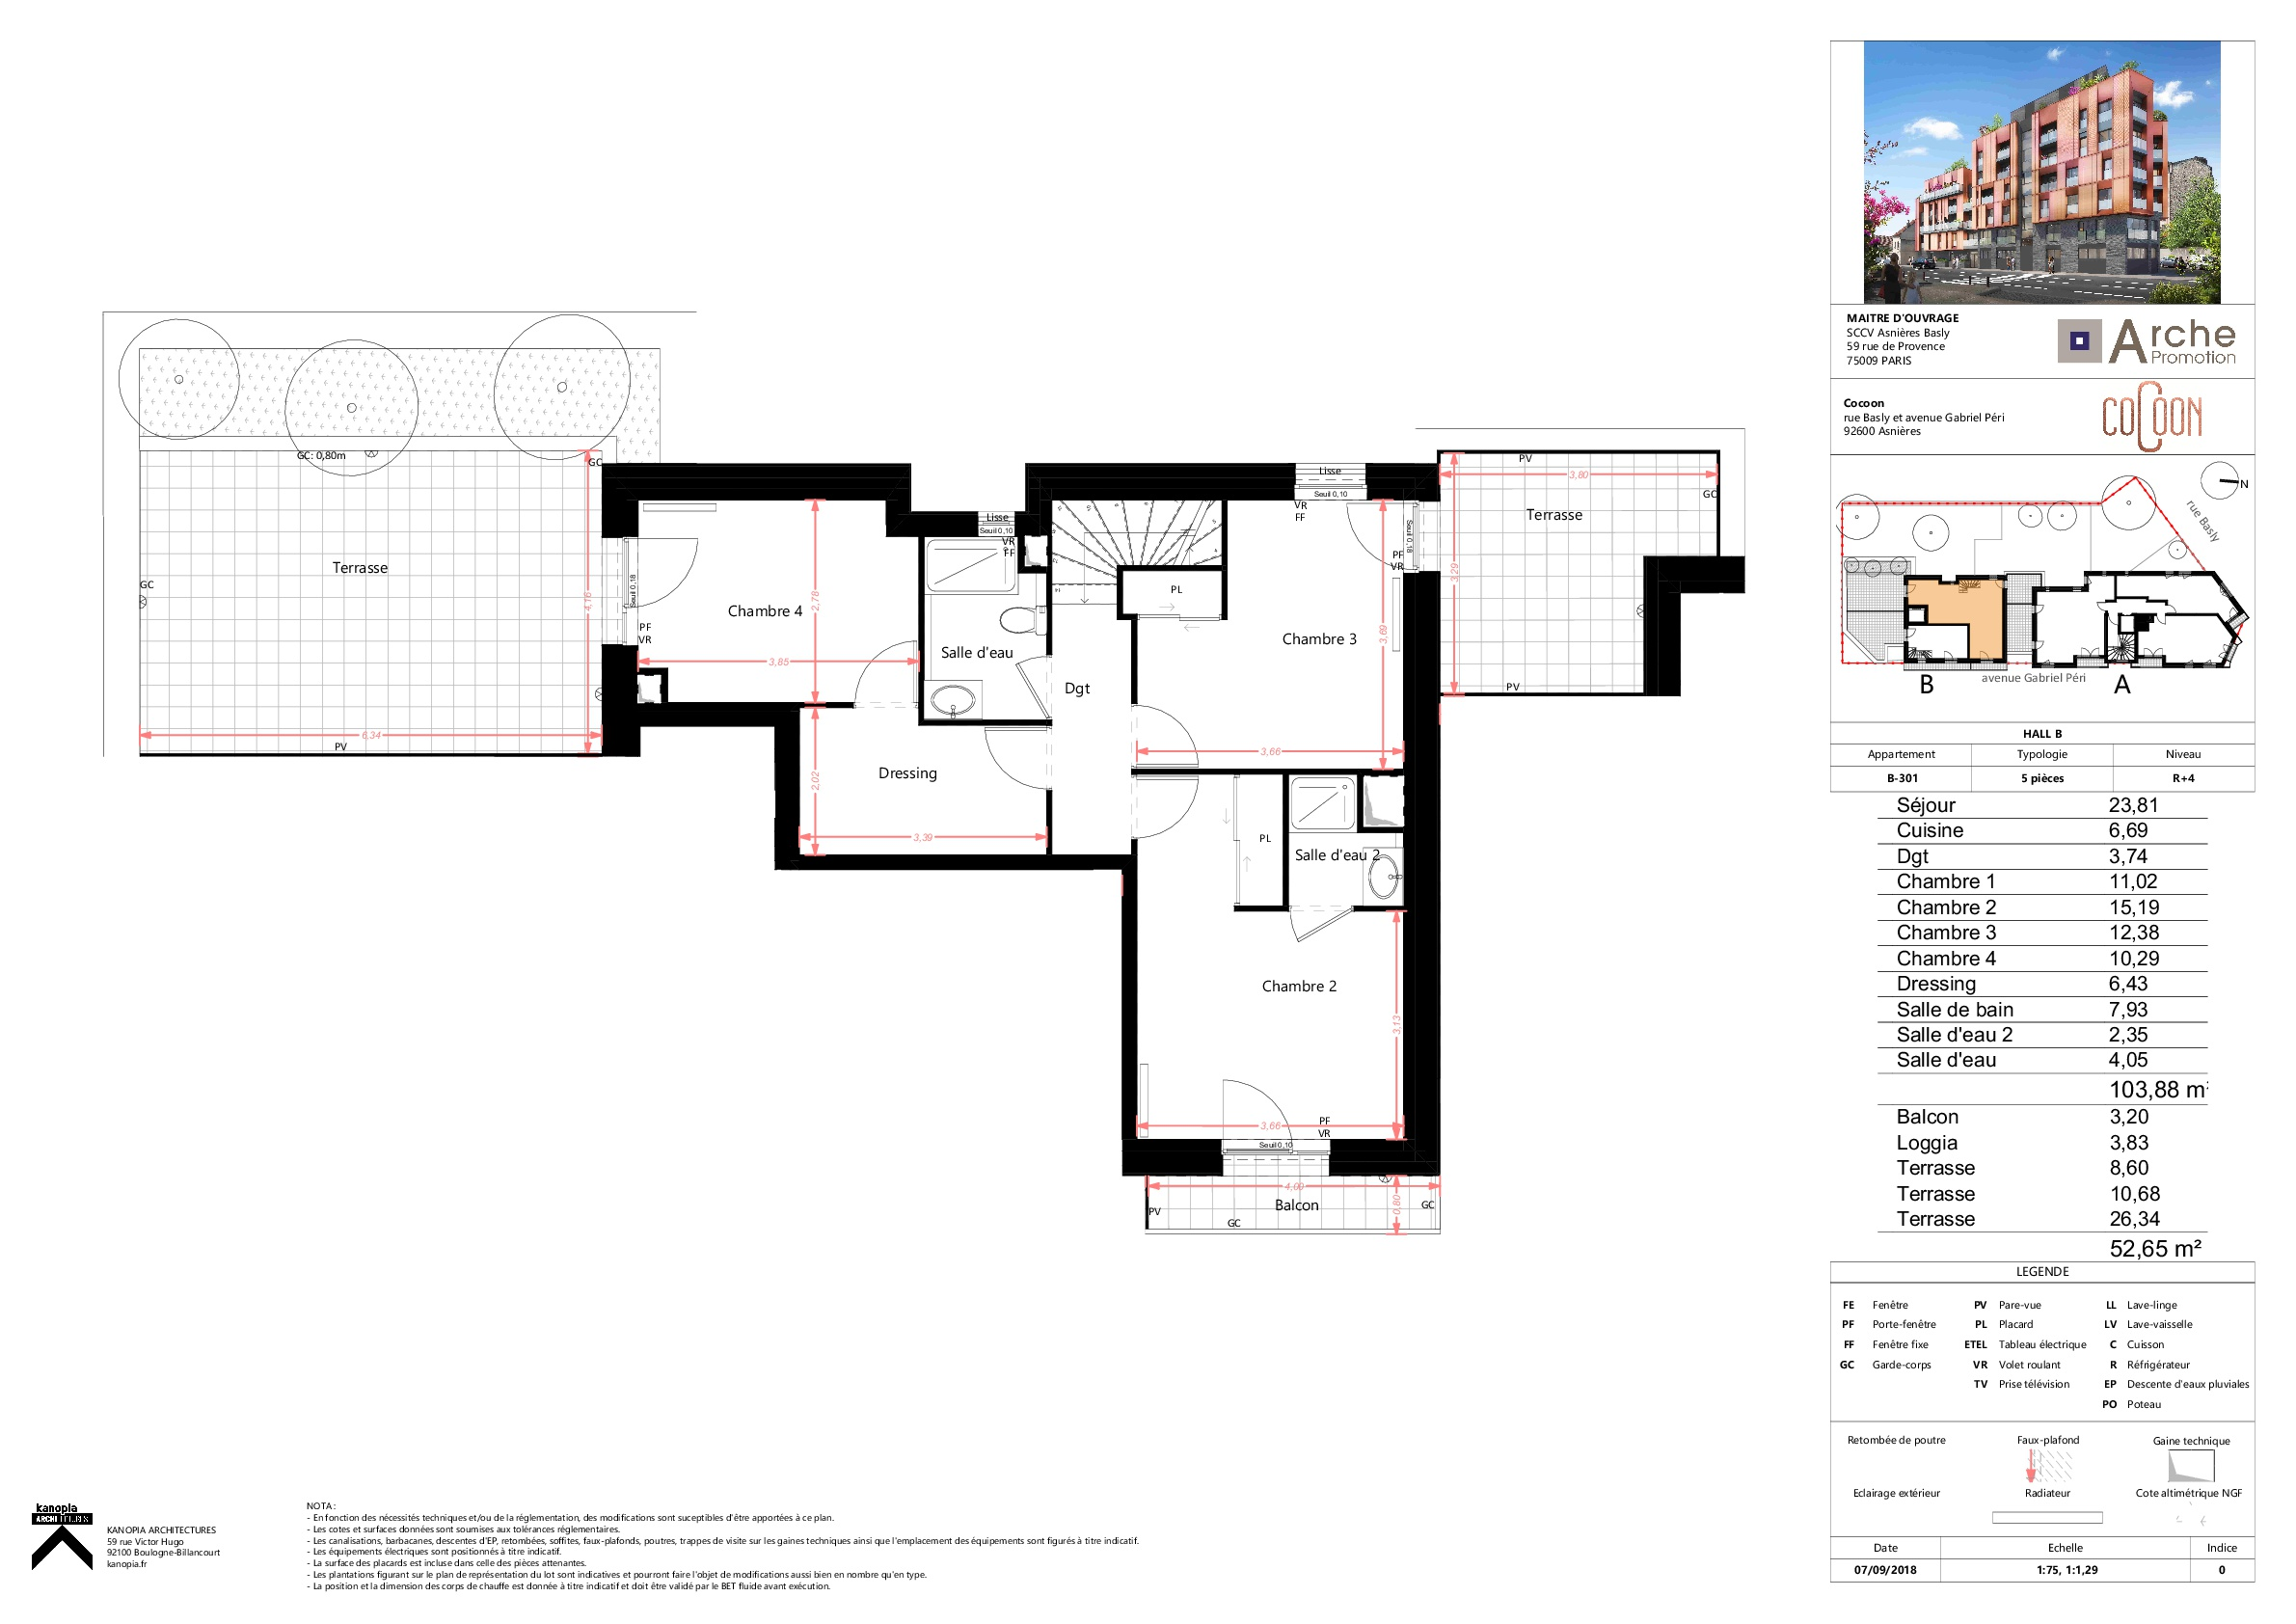 GC: 0,80m
GC
GC
Terrasse
4,16
6,34
PV
Seuil 0,18
PF
VR
Chambre 4
2,78
3,85
Lisse
Seuil 0,10
VR
FF
Salle d'eau
Dgt
Dressing
2,02
3,39
PL
Lisse
Seuil 0,10
VR
FF
Seuil 0,18
PF
VR
Chambre 3
3,69
3,66
PV
3,80
GC
Terrasse
3,29
PV
PL
Salle d'eau 2
Chambre 2
3,13
3,66
PF
VR
Seuil 0,10
4,00
0,80
Balcon
PV
GC
GC
MAITRE D'OUVRAGE
SCCV Asnières Basly
59 rue de Provence
75009 PARIS
Arche
Promotion
Cocoon
rue Basly et avenue Gabriel Péri
92600 Asnières
COCOON
N
rue Basly
avenue Gabriel Péri
B
A
HALL B
Appartement Typologie Niveau
B-301 5 pièces R+4
Séjour 23,81
Cuisine 6,69
Dgt 3,74
Chambre 1 11,02
Chambre 2 15,19
Chambre 3 12,38
Chambre 4 10,29
Dressing 6,43
Salle de bain 7,93
Salle d'eau 2 2,35
Salle d'eau 4,05
103,88 m²
Balcon 3,20
Loggia 3,83
Terrasse 8,60
Terrasse 10,68
Terrasse 26,34
52,65 m²
LEGENDE
FE Fenêtre PV Pare-vue LL Lave-linge
PF Porte-fenêtre PL Placard LV Lave-vaisselle
FF Fenêtre fixe ETEL Tableau électrique C Cuisson
GC Garde-corps VR Volet roulant R Réfrigérateur
TV Prise télévision EP Descente d'eaux pluviales
PO Poteau
Retombée de poutre Faux-plafond Gaine technique
Eclairage extérieur Radiateur Cote altimétrique NGF
Date Echelle Indice
07/09/2018 1:75, 1:1,29 0
kanopia
ARCHITECTURES
KANOPIA ARCHITECTURES
59 rue Victor Hugo
92100 Boulogne-Billancourt
kanopia.fr
NOTA :
- En fonction des nécessités techniques et/ou de la réglementation, des modifications sont suceptibles d'être apportées à ce plan.
- Les cotes et surfaces données sont soumises aux tolérances réglementaires.
- Les canalisations, barbacanes, descentes d'EP, retombées, soffites, faux-plafonds, poutres, trappes de visite sur les gaines techniques ainsi que l'emplacement des équipements sont figurés à titre indicatif.
- Les équipements électriques sont positionnés à titre indicatif.
- La surface des placards est incluse dans celle des pièces attenantes.
- Les plantations figurant sur le plan de représentation du lot sont indicatives et pourront faire l'objet de modifications aussi bien en nombre qu'en type.
- La position et la dimension des corps de chauffe est donnée à titre indicatif et doit être validé par le BET fluide avant exécution.